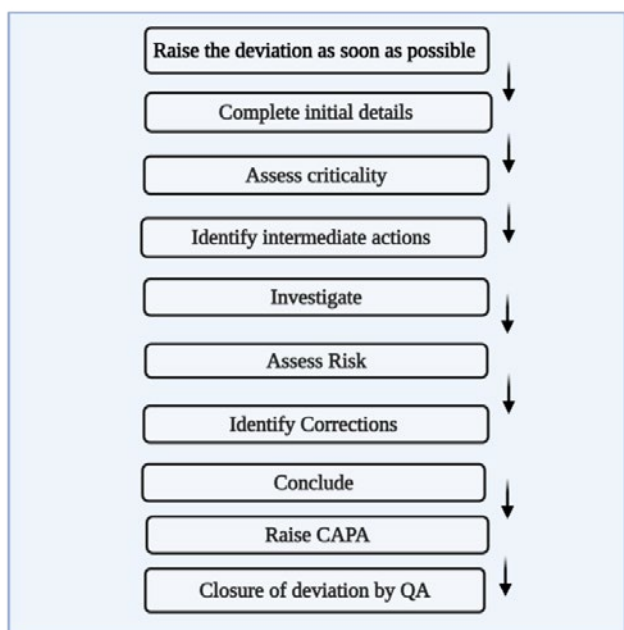 Raise the deviation as soon as possible
Complete initial details
Assess criticality
Identify intermediate actions
Investigate
Assess Risk
Identify Corrections
Conclude
Raise CAPA
Closure of deviation by QA